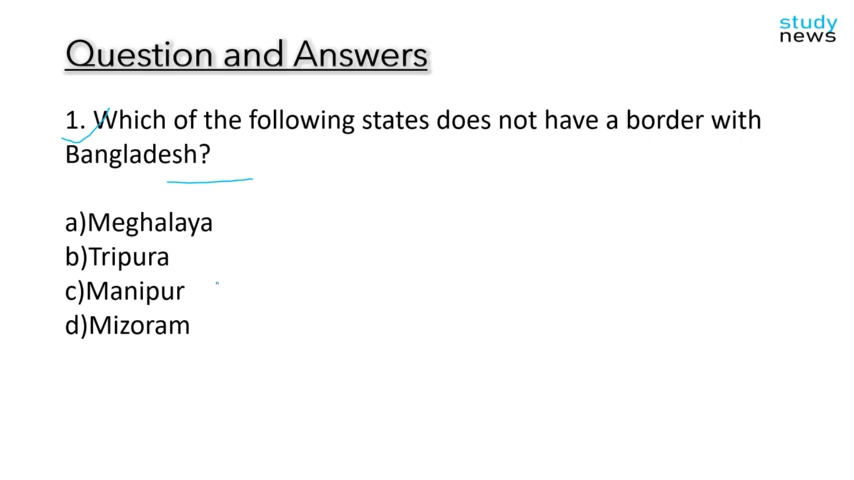 study
news
Question and Answers
1. Which of the following states does not have a border with
Bangladesh?
a)Meghalaya
b)Tripura
c)Manipur
d)Mizoram